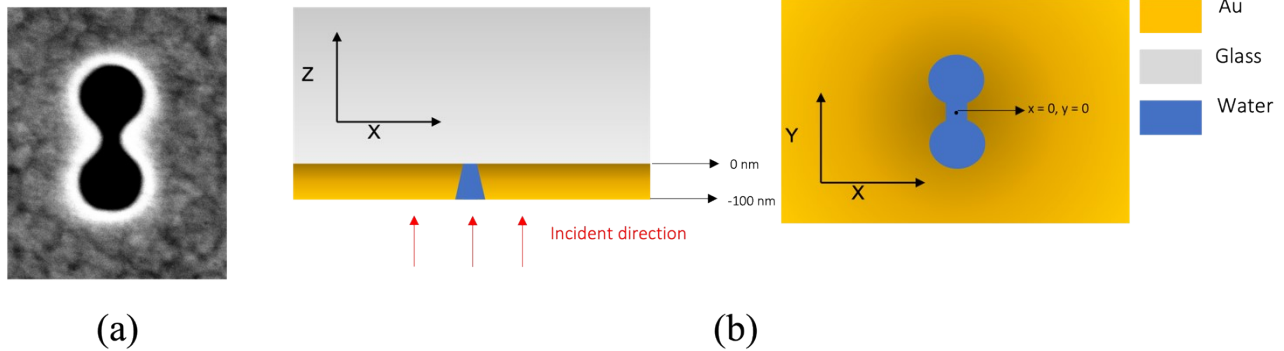 Au
Z
Glass
X
Water
x = 0, y = 0
Y
0 nm
X
-100 nm
Incident direction
(a)
(b)